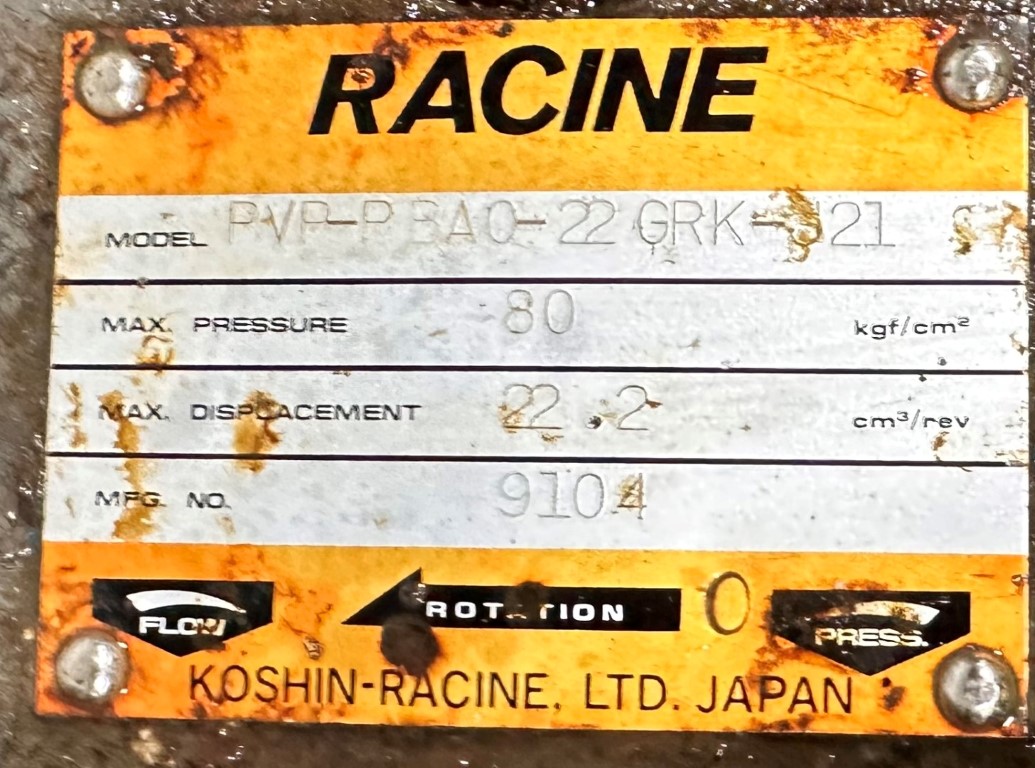 RACINE
MODEL PVP-PBAO-22GRK-J21
MAX. PRESSURE 80 kgf/cm²
MAX. DISPLACEMENT 22.2 cm³/rev
MFG. NO. 9104
FLOW ROTATION O PRESS.
KOSHIN-RACINE, LTD. JAPAN